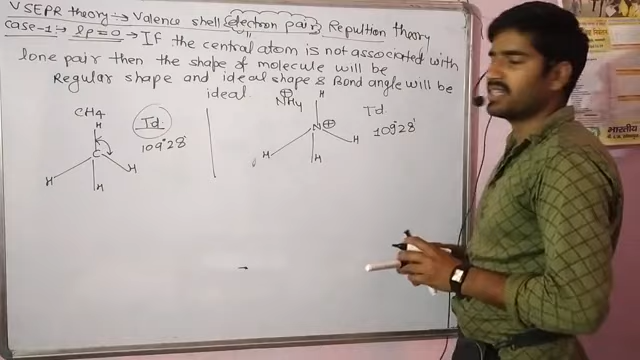 VSEPR theory :→ Valence shell electron pair Repultion theory
case-1 :→ lp = 0 → If the central atom is not associated with
lone pair then the shape of molecule will be
Regular shape and ideal shape & Bond angle will be
ideal
CH4
H
C
H
H
H
Td
109°28'
⊕
NH4
H
N⊕
H
H
H
Td
109°28'
भारतीय